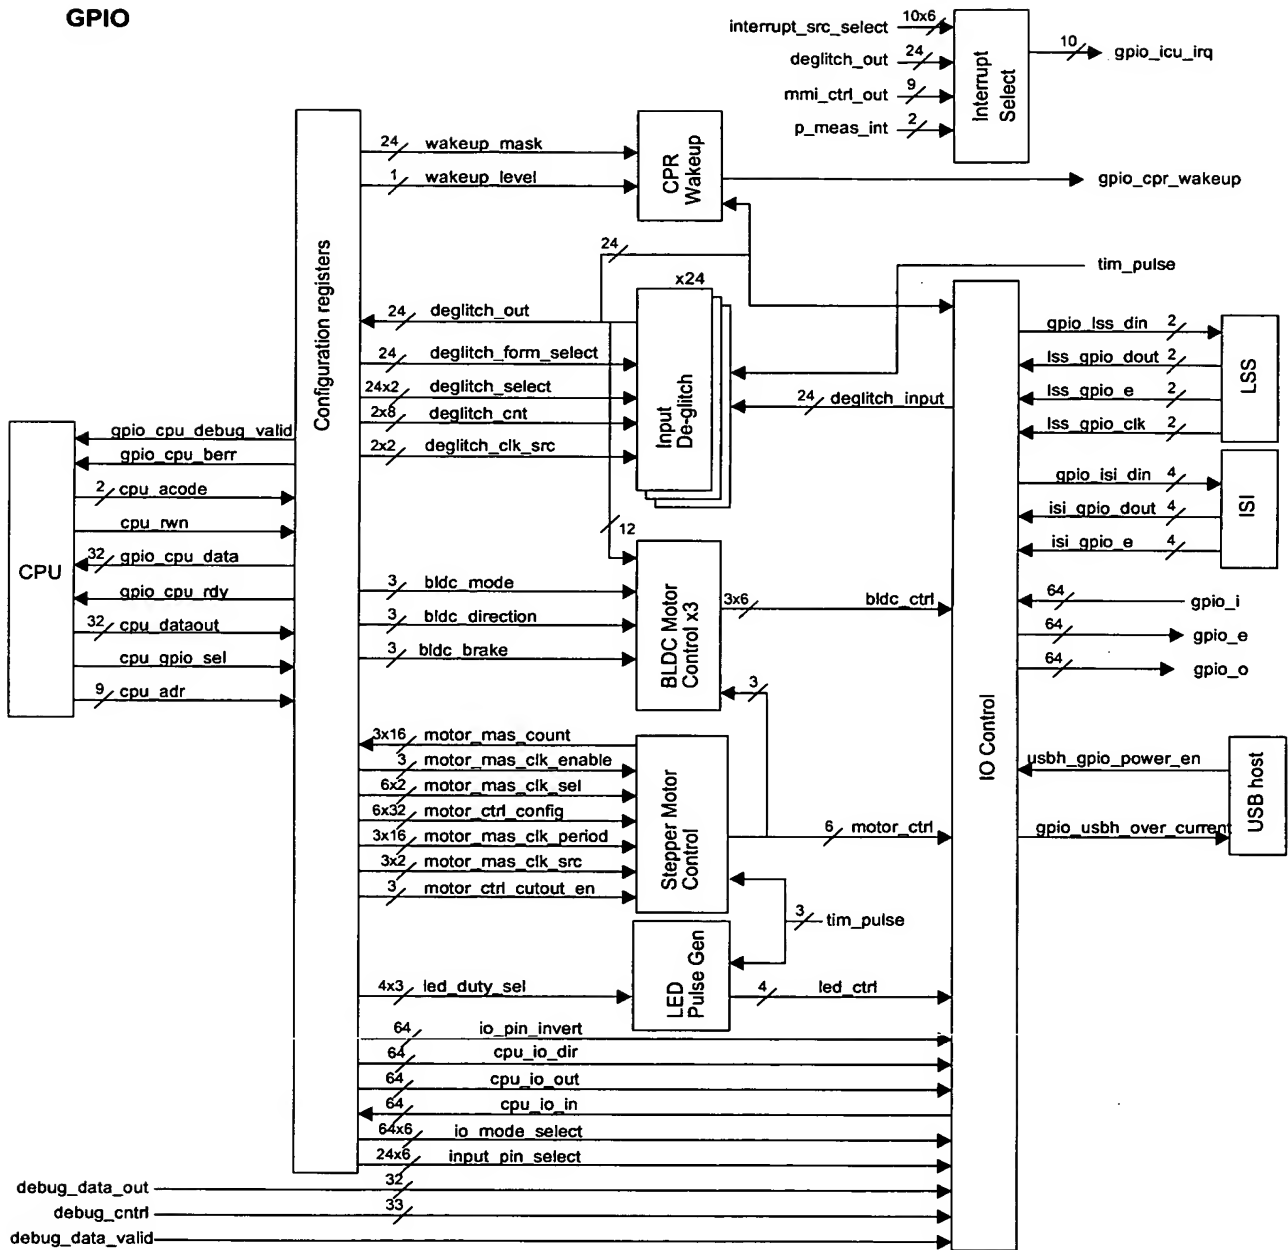 GPIO
interrupt_src_select 10x6
deglitch_out 24
mmi_ctrl_out 9
p_meas_int 2
Interrupt Select
10 gpio_icu_irq
Configuration registers
24 wakeup_mask
1 wakeup_level
CPR Wakeup
gpio_cpr_wakeup
24
tim_pulse
x24
24 deglitch_out
24 deglitch_form_select
24x2 deglitch_select
2x8 deglitch_cnt
2x2 deglitch_clk_src
Input De-glitch
24 deglitch_input
12
gpio_lss_din 2
lss_gpio_dout 2
lss_gpio_e 2
lss_gpio_clk 2
LSS
gpio_isi_din 4
isi_gpio_dout 4
isi_gpio_e 4
ISI
CPU
gpio_cpu_debug_valid
gpio_cpu_berr
2 cpu_acode
cpu_rwn
32 gpio_cpu_data
gpio_cpu_rdy
32 cpu_dataout
cpu_gpio_sel
9 cpu_adr
3 bldc_mode
3 bldc_direction
3 bldc_brake
BLDC Motor Control x3
3x6 bldc_ctrl
3
64 gpio_i
64 gpio_e
64 gpio_o
IO Control
3x16 motor_mas_count
3 motor_mas_clk_enable
6x2 motor_mas_clk_sel
6x32 motor_ctrl_config
3x16 motor_mas_clk_period
3x2 motor_mas_clk_src
3 motor_ctrl_cutout_en
Stepper Motor Control
6 motor_ctrl
usbh_gpio_power_en
gpio_usbh_over_current
USB host
3 tim_pulse
4x3 led_duty_sel
LED Pulse Gen
4 led_ctrl
64 io_pin_invert
64 cpu_io_dir
64 cpu_io_out
64 cpu_io_in
64x6 io_mode_select
24x6 input_pin_select
debug_data_out 32
debug_cntrl 33
debug_data_valid